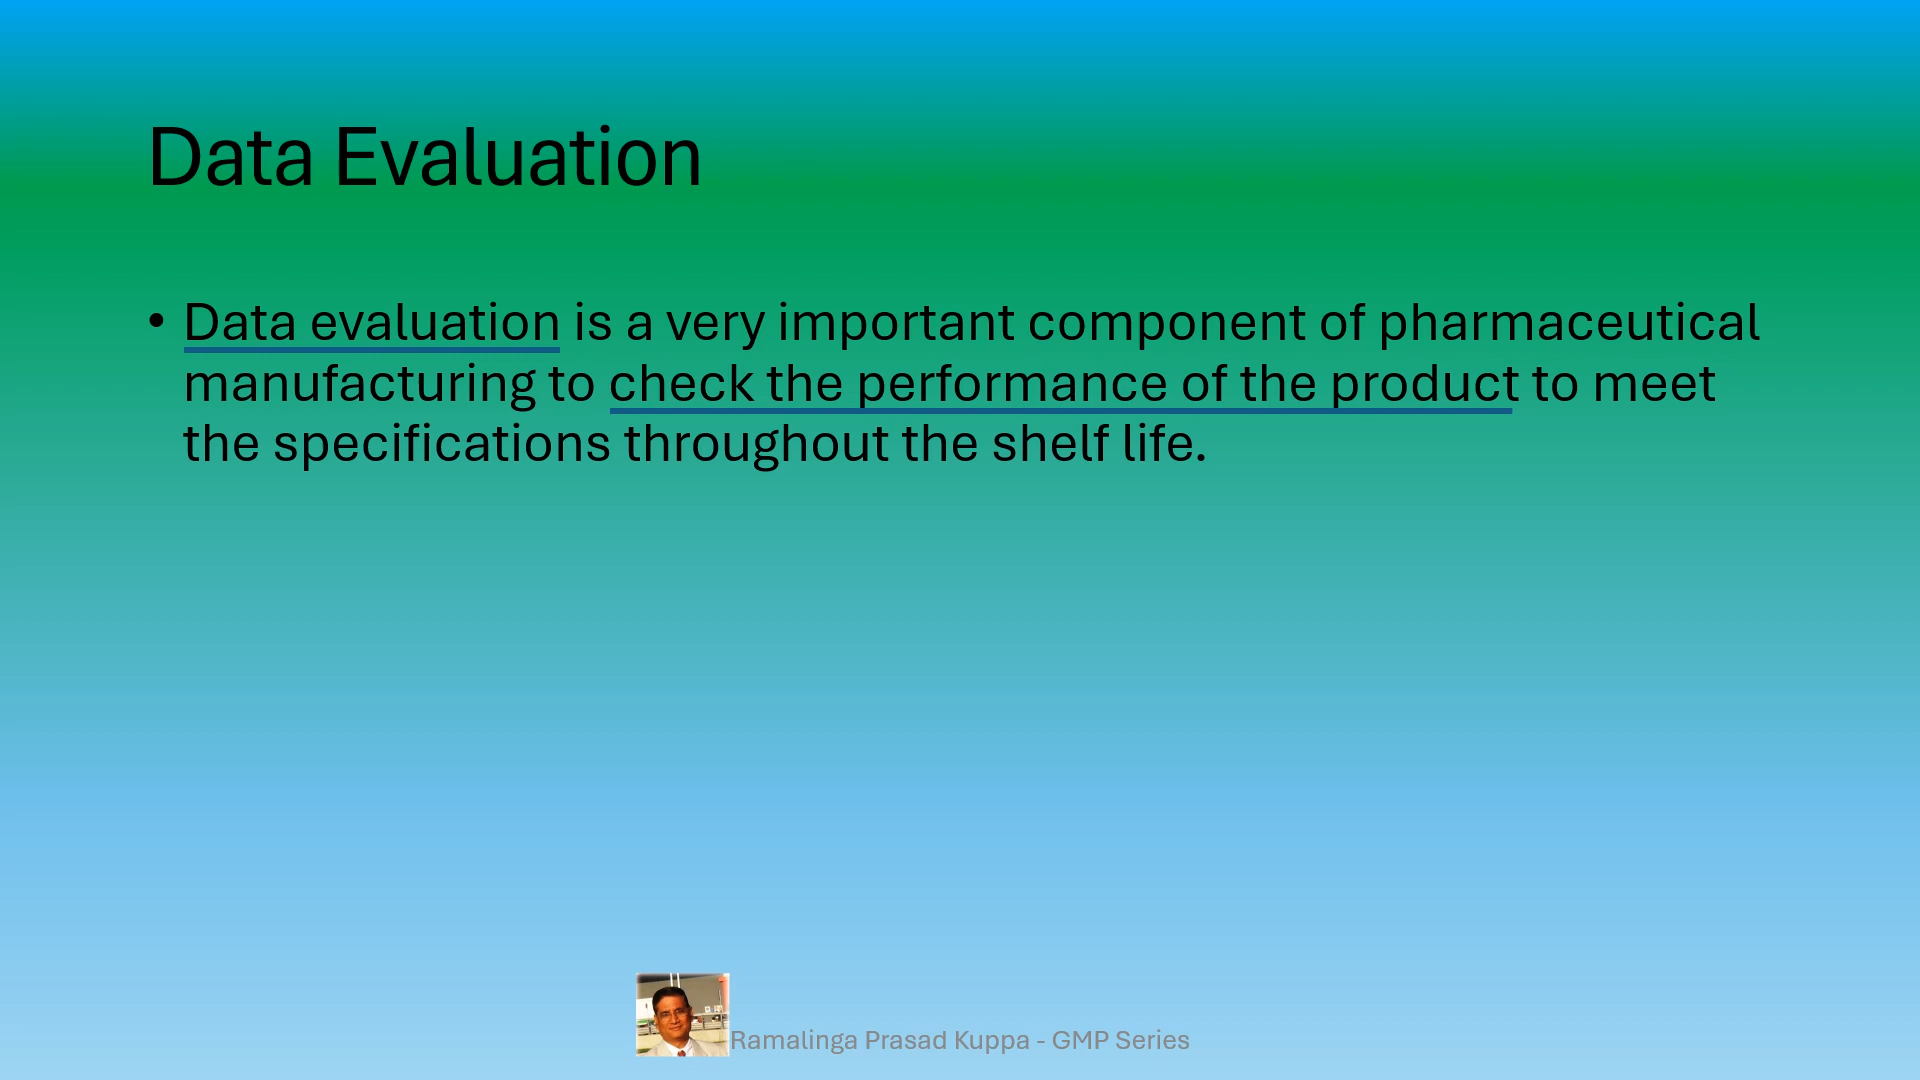 Data Evaluation
• Data evaluation is a very important component of pharmaceutical
manufacturing to check the performance of the product to meet
the specifications throughout the shelf life.
Ramalinga Prasad Kuppa - GMP Series